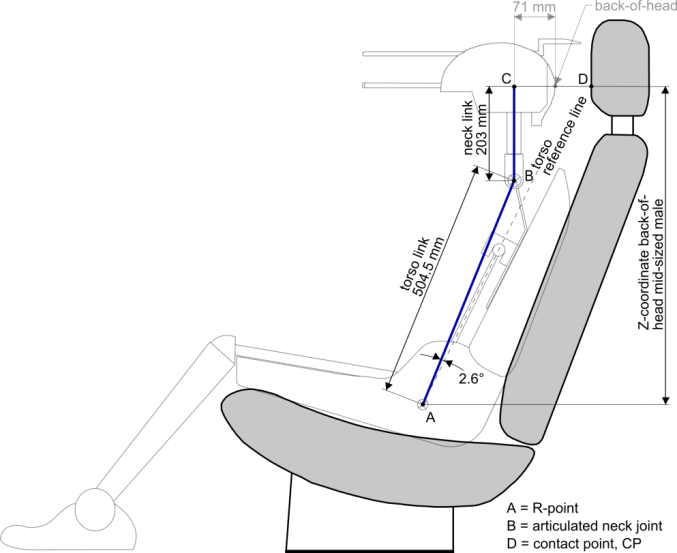 71 mm
back-of-head
C
D
neck link
203 mm
torso
reference line
B
torso link
504.5 mm
Z-coordinate back-of-
head mid-sized male
2.6°
A
A = R-point
B = articulated neck joint
D = contact point, CP